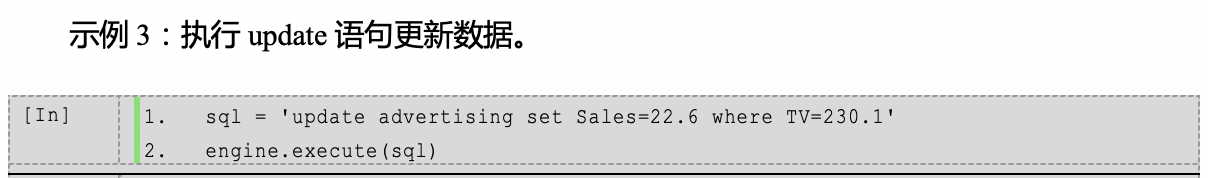 示例 3：执行 update 语句更新数据。
[In] 1. sql = 'update advertising set Sales=22.6 where TV=230.1'
2. engine.execute(sql)